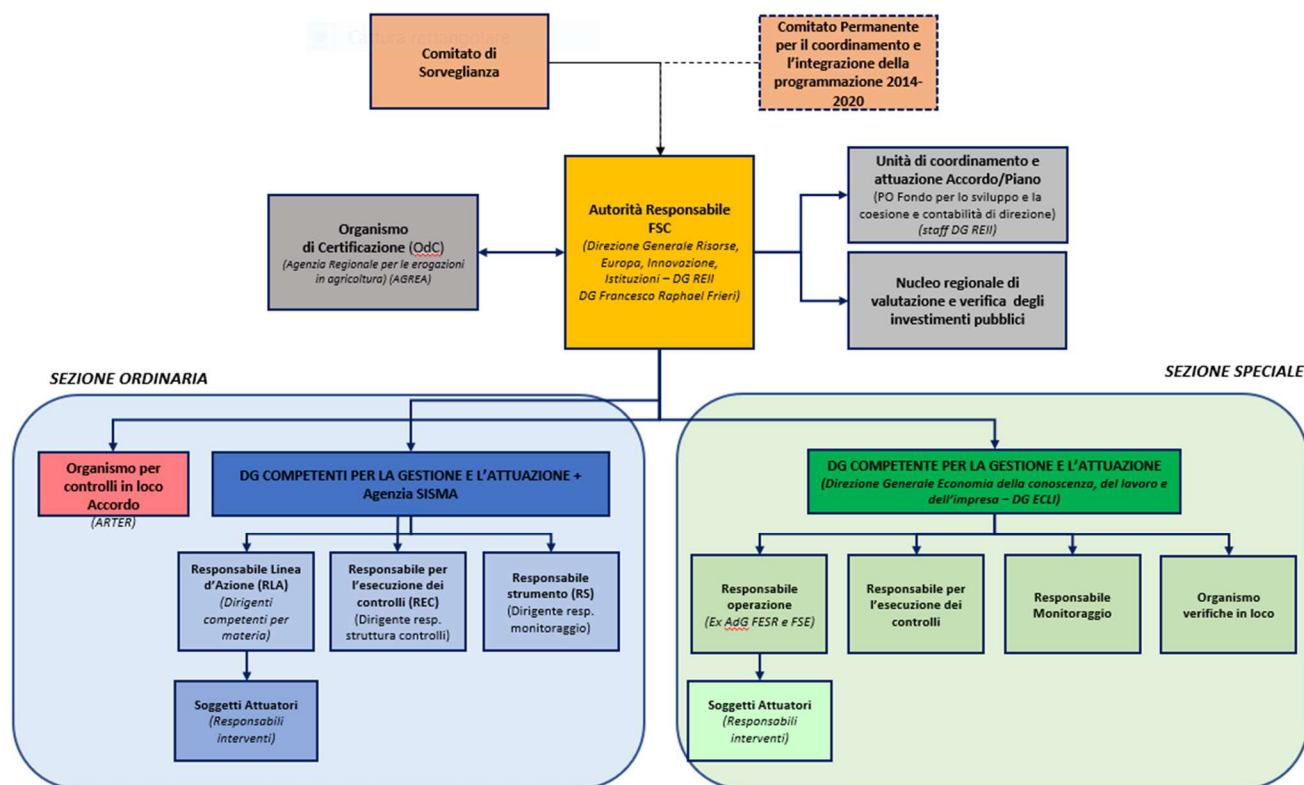 Cattura rettangolare
Comitato di
Sorveglianza
Comitato Permanente
per il coordinamento e
l'integrazione della
programmazione 2014-
2020
Organismo
di Certificazione (OdC)
(Agenzia Regionale per le erogazioni
in agricoltura) (AGREA)
Autorità Responsabile
FSC
(Direzione Generale Risorse,
Europa, Innovazione,
Istituzioni – DG REII
DG Francesco Raphael Frieri)
Unità di coordinamento e
attuazione Accordo/Piano
(PO Fondo per lo sviluppo e la
coesione e contabilità di direzione)
(staff DG REII)
Nucleo regionale di
valutazione e verifica degli
investimenti pubblici
SEZIONE ORDINARIA
Organismo per
controlli in loco
Accordo
(ARTER)
DG COMPETENTI PER LA GESTIONE E L'ATTUAZIONE +
Agenzia SISMA
Responsabile Linea
d'Azione (RLA)
(Dirigenti
competenti per
materia)
Responsabile per
l'esecuzione dei
controlli (REC)
(Dirigente resp.
struttura controlli)
Responsabile
strumento (RS)
(Dirigente resp.
monitoraggio)
Soggetti Attuatori
(Responsabili
interventi)
SEZIONE SPECIALE
DG COMPETENTE PER LA GESTIONE E L'ATTUAZIONE
(Direzione Generale Economia della conoscenza, del lavoro e
dell'impresa – DG ECLI)
Responsabile
operazione
(Ex AdG FESR e FSE)
Responsabile per
l'esecuzione dei
controlli
Responsabile
Monitoraggio
Organismo
verifiche in loco
Soggetti Attuatori
(Responsabili
interventi)